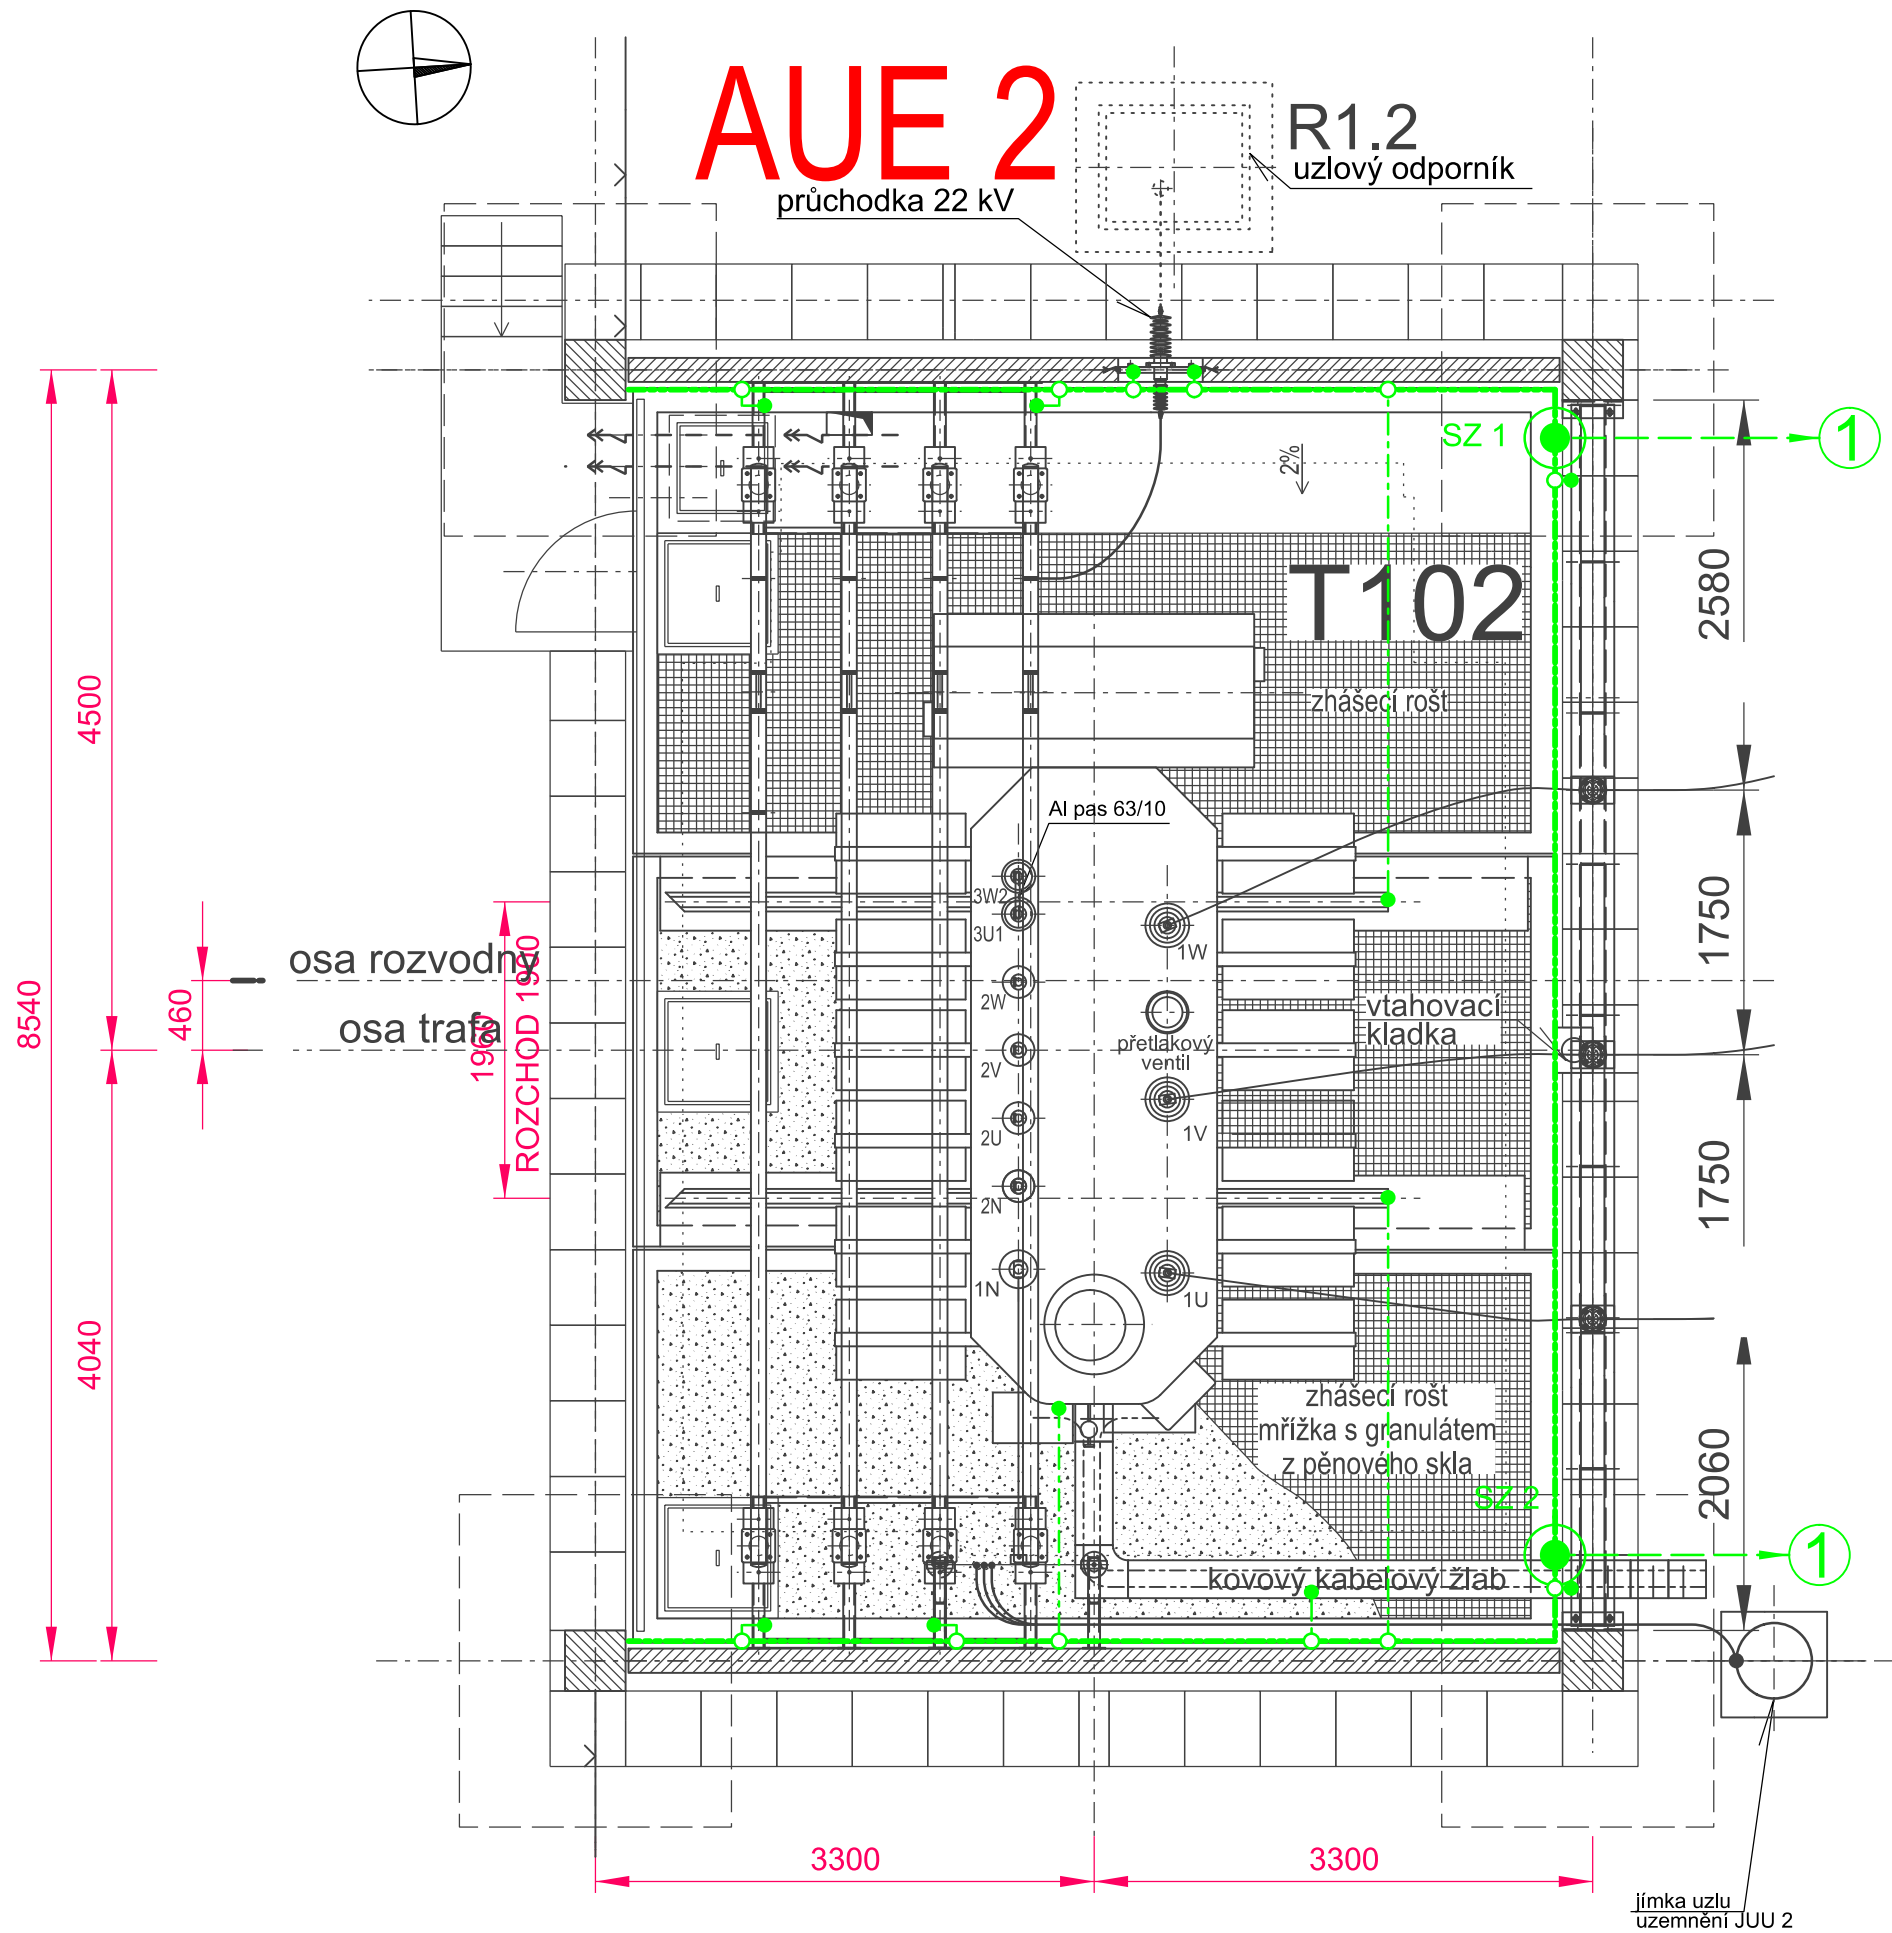 AUE 2
R1.2
uzlový odporník
průchodka 22 kV
SZ 1
1
2%
T102
zhášecí rošt
2580
4500
Al pas 63/10
3W2
3U1
1W
1750
osa rozvodny
2W
vtahovací
kladka
8540
460
osa trafa
1960
ROZCHOD 1900
přetlakový
ventil
2V
1V
2U
1750
2N
1N
1U
4040
zhášecí rošt
mřížka s granulátem
z pěnového skla
2060
SZ 2
1
kovový kabelový žlab
3300
3300
jímka uzlu
uzemnění JUU 2